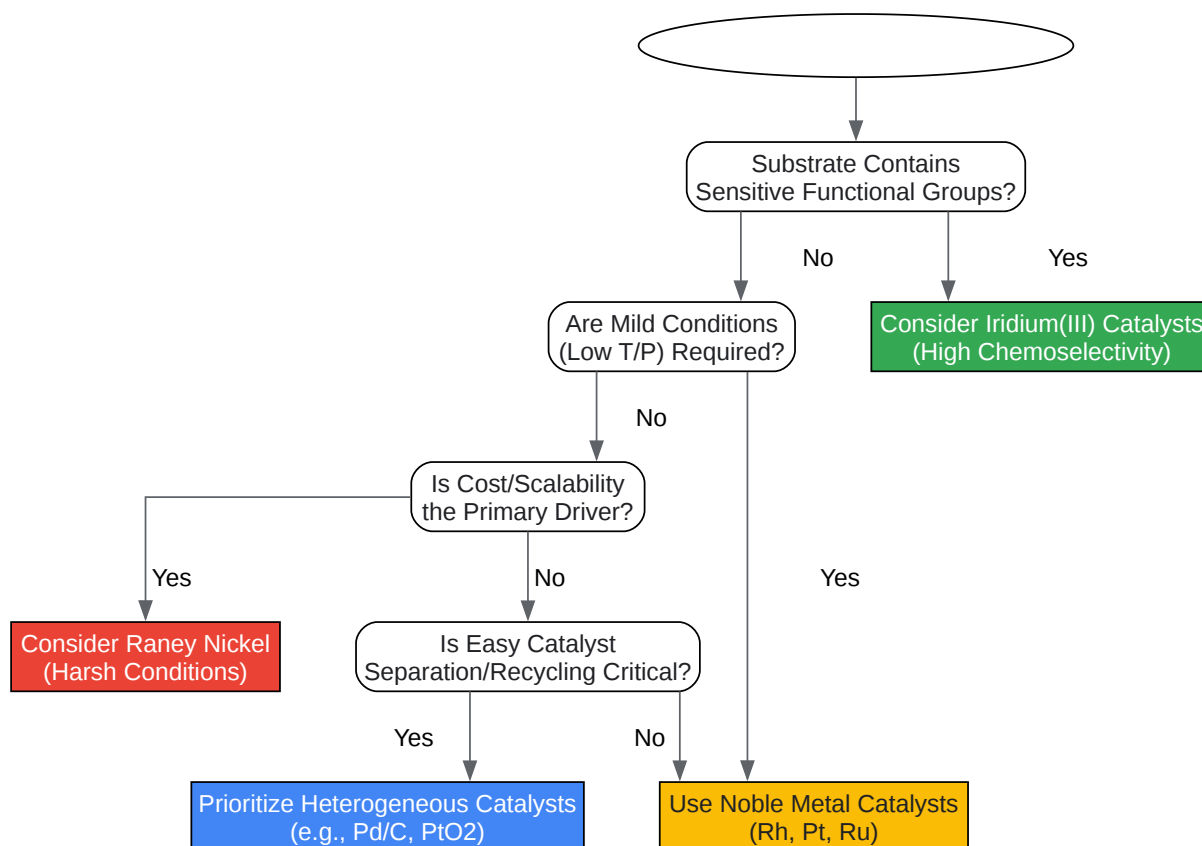 Substrate Contains
Sensitive Functional Groups?
No
Yes
Are Mild Conditions
(Low T/P) Required?
Consider Iridium(III) Catalysts
(High Chemoselectivity)
No
Is Cost/Scalability
the Primary Driver?
Yes
No
Yes
Consider Raney Nickel
(Harsh Conditions)
Is Easy Catalyst
Separation/Recycling Critical?
Yes
No
Prioritize Heterogeneous Catalysts
(e.g., Pd/C, PtO2)
Use Noble Metal Catalysts
(Rh, Pt, Ru)